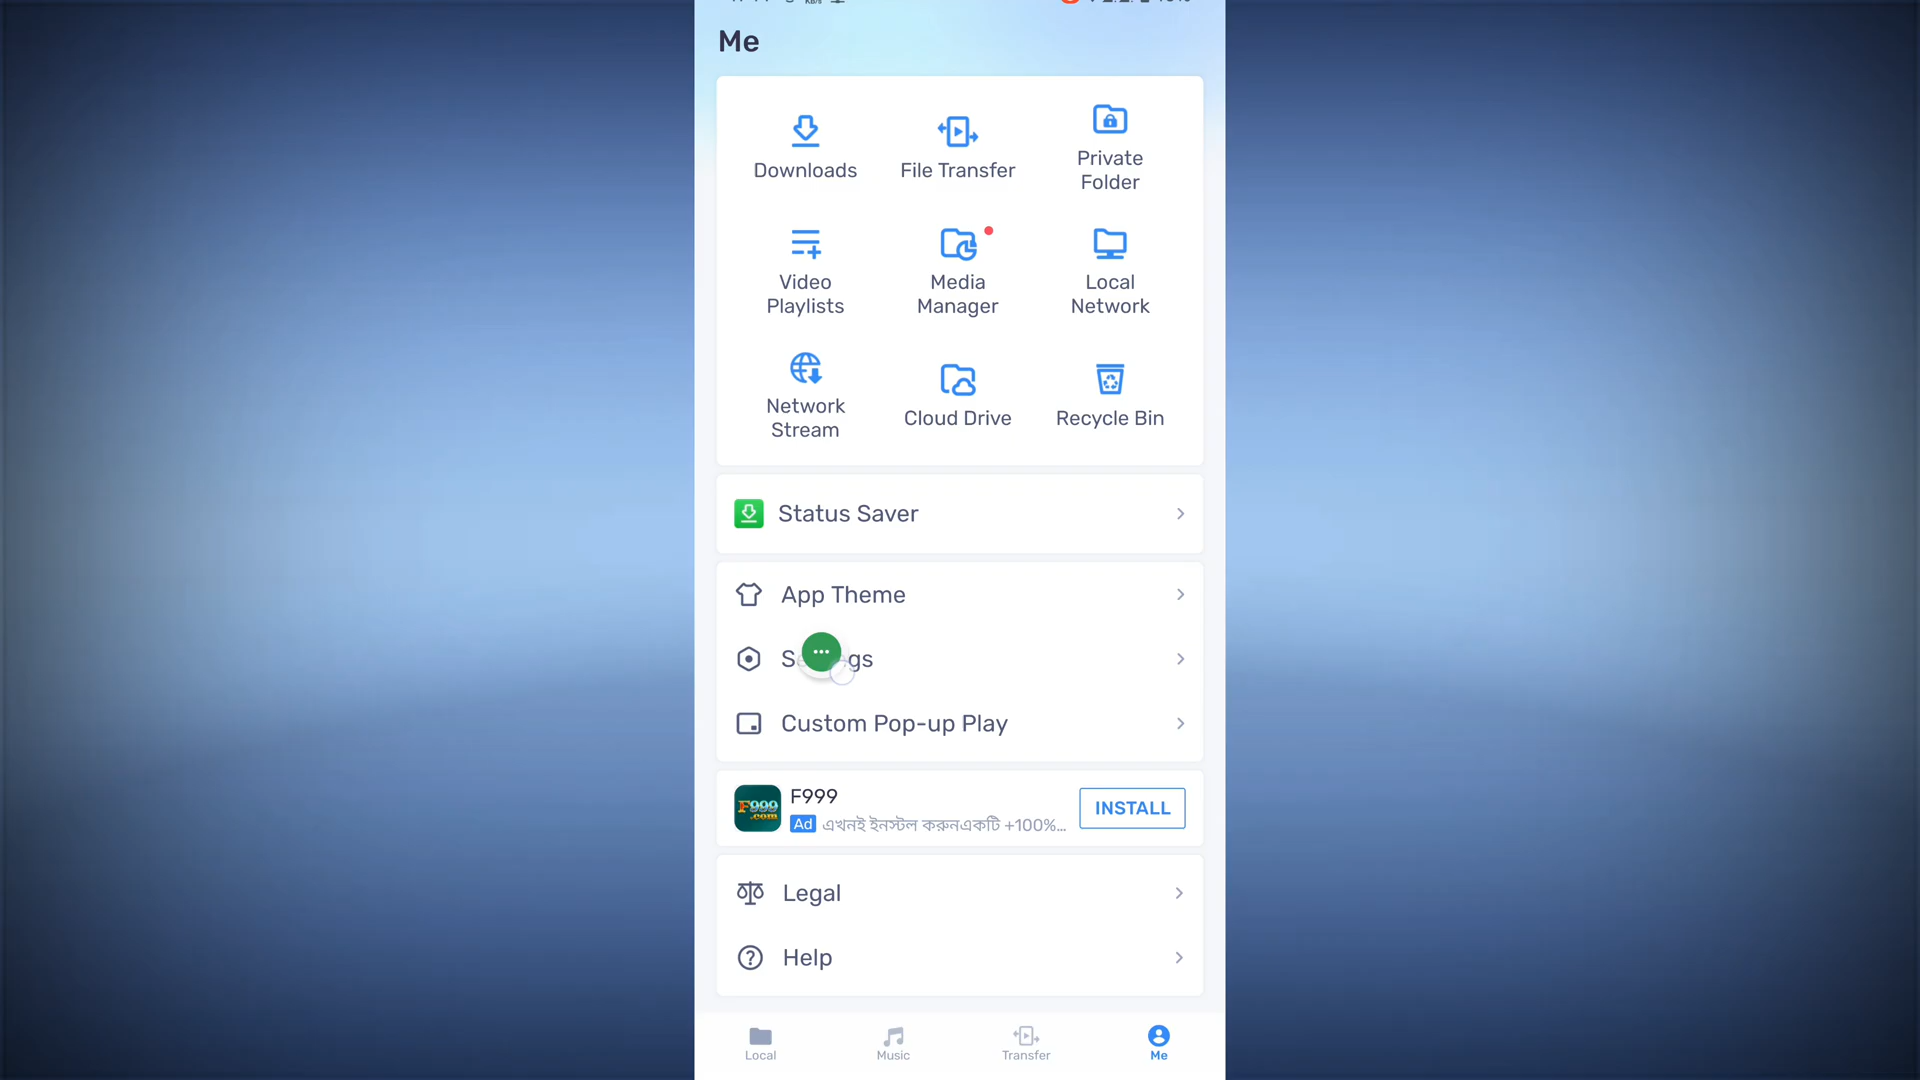 Me
Downloads
File Transfer
Private
Folder
Video
Playlists
Media
Manager
Local
Network
Network
Stream
Cloud Drive
Recycle Bin
Status Saver
App Theme
Custom Pop-up Play
F999
Ad এখনই ইনস্টল করুনএকটি +100%...
INSTALL
F999
.com
Legal
Help
Local
Music
Transfer
Me